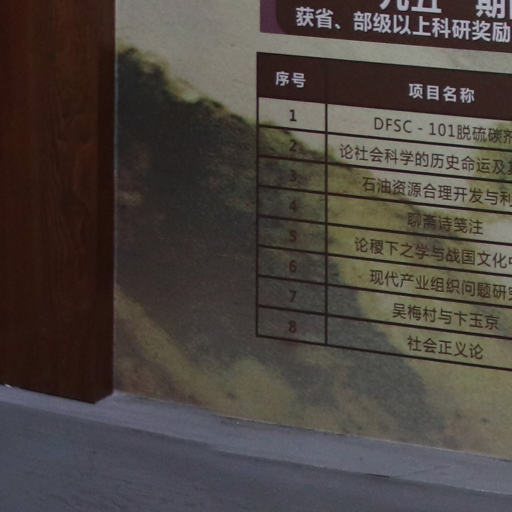 九五 期
获省、部级以上科研奖励
序号 项目名称
1 DFSC - 101脱硫碳
2 论社会科学的历史命运及
3 石油资源合理开发与利
4 聊斋诗笺注
5 论稷下之学与战国文化
6 现代产业组织问题研
7 吴梅村与卞玉京
8 社会正义论